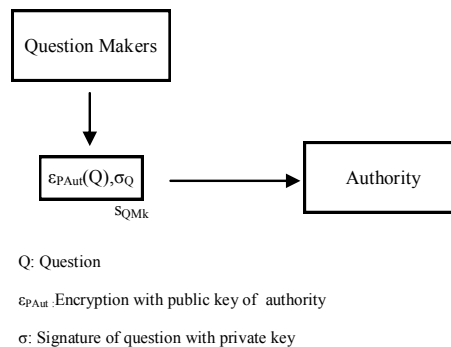 Question Makers
εPAut(Q),σQ
sQMk
Authority
Q: Question
εPAut :Encryption with public key of authority
σ: Signature of question with private key